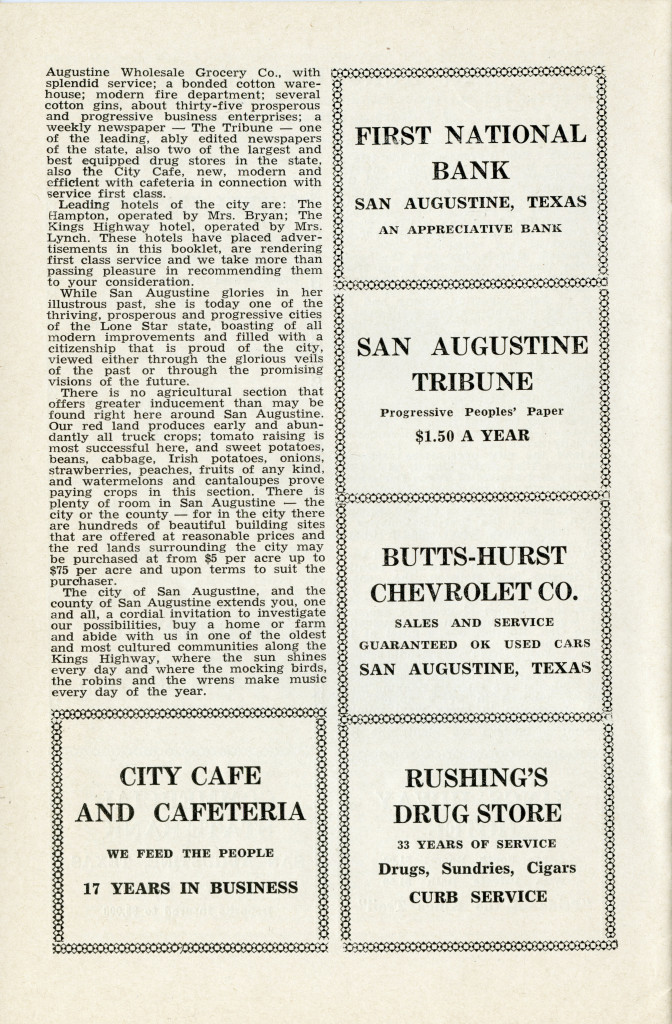 Augustine Wholesale Grocery Co., with
splendid service; a bonded cotton ware-
house; modern fire department; several
cotton gins, about thirty-five prosperous
and progressive business enterprises; a
weekly newspaper — The Tribune — one
of the leading, ably edited newspapers
of the state, also two of the largest and
best equipped drug stores in the state,
also the City Cafe, new, modern and
efficient with cafeteria in connection with
service first class.
Leading hotels of the city are: The
Hampton, operated by Mrs. Bryan; The
Kings Highway hotel, operated by Mrs.
Lynch. These hotels have placed adver-
tisements in this booklet, are rendering
first class service and we take more than
passing pleasure in recommending them
to your consideration.
While San Augustine glories in her
illustrous past, she is today one of the
thriving, prosperous and progressive cities
of the Lone Star state, boasting of all
modern improvements and filled with a
citizenship that is proud of the city,
viewed either through the glorious veils
of the past or through the promising
visions of the future.
There is no agricultural section that
offers greater inducement than may be
found right here around San Augustine.
Our red land produces early and abun-
dantly all truck crops; tomato raising is
most successful here, and sweet potatoes,
beans, cabbage, Irish potatoes, onions,
strawberries, peaches, fruits of any kind,
and watermelons and cantaloupes prove
paying crops in this section. There is
plenty of room in San Augustine — the
city or the county — for in the city there
are hundreds of beautiful building sites
that are offered at reasonable prices and
the red lands surrounding the city may
be purchased at from $5 per acre up to
$75 per acre and upon terms to suit the
purchaser.
The city of San Augustine, and the
county of San Augustine extends you, one
and all, a cordial invitation to investigate
our possibilities, buy a home or farm
and abide with us in one of the oldest
and most cultured communities along the
Kings Highway, where the sun shines
every day and where the mocking birds,
the robins and the wrens make music
every day of the year.
CITY CAFE
AND CAFETERIA
WE FEED THE PEOPLE
17 YEARS IN BUSINESS
FIRST NATIONAL
BANK
SAN AUGUSTINE, TEXAS
AN APPRECIATIVE BANK
SAN AUGUSTINE
TRIBUNE
Progressive Peoples' Paper
$1.50 A YEAR
BUTTS-HURST
CHEVROLET CO.
SALES AND SERVICE
GUARANTEED OK USED CARS
SAN AUGUSTINE, TEXAS
RUSHING'S
DRUG STORE
33 YEARS OF SERVICE
Drugs, Sundries, Cigars
CURB SERVICE